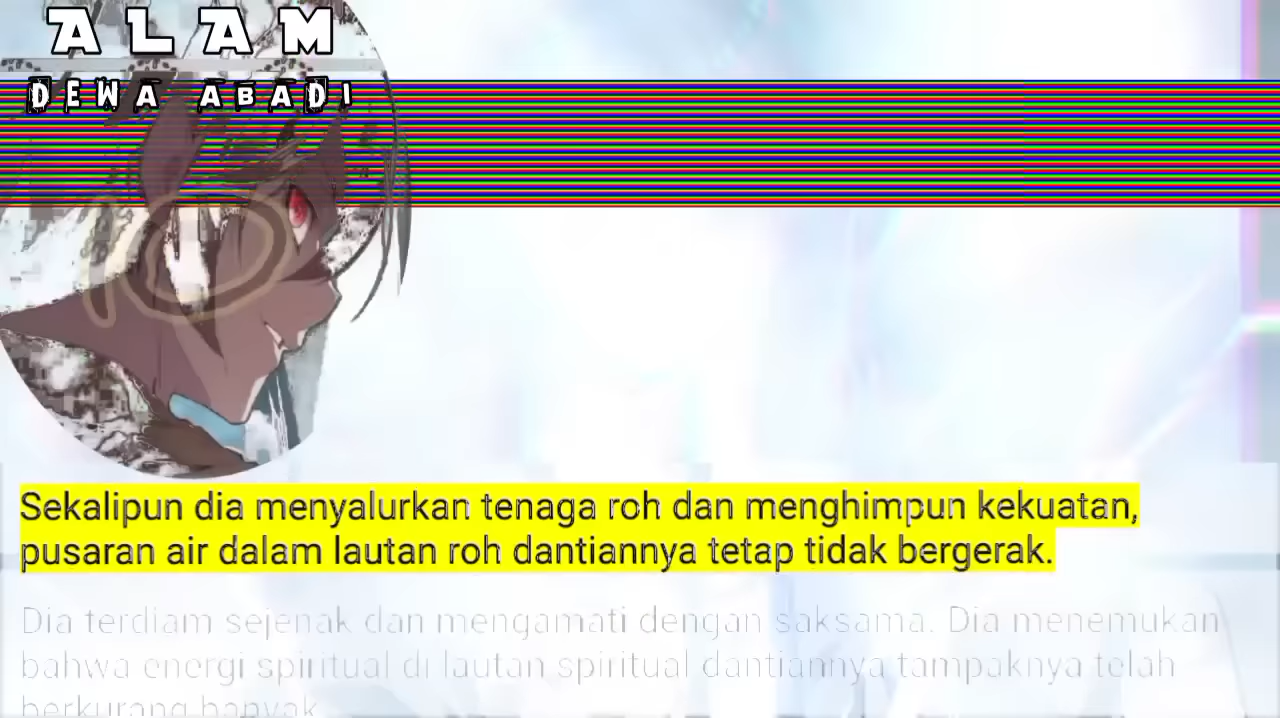 ALAM
DEWA ABADI
Sekalipun dia menyalurkan tenaga roh dan menghimpun kekuatan,
pusaran air dalam lautan roh dantiannya tetap tidak bergerak.
Dia terdiam sejenak dan mengamati dengan saksama. Dia menemukan
bahwa energi spiritual di lautan spiritual dantiannya tampaknya telah
berkurang banyak.